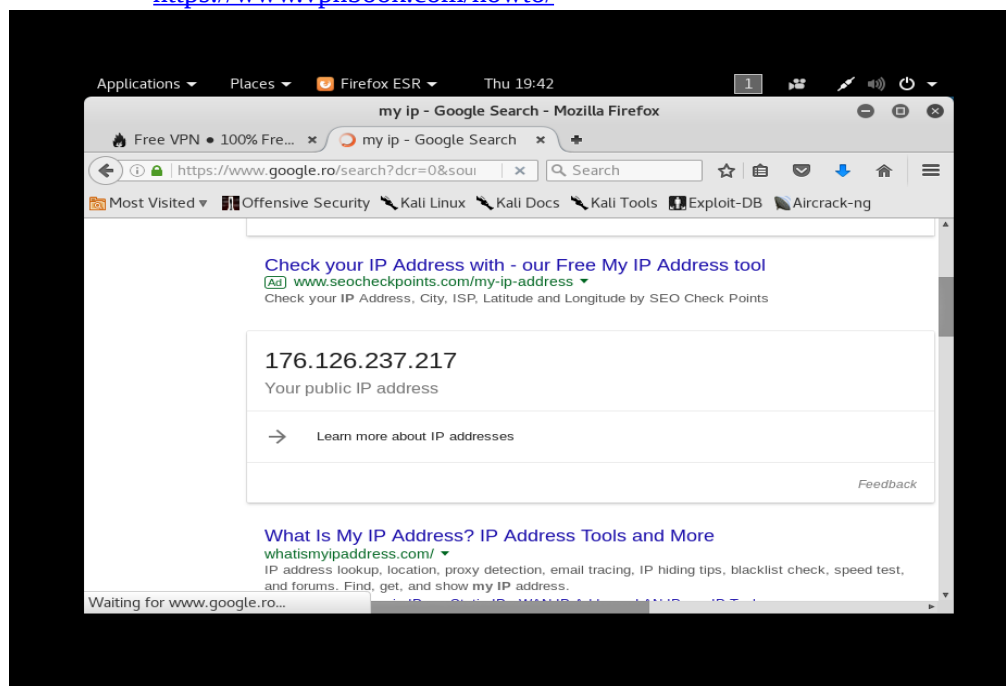 https://www.vpnbook.com/howto/
Applications Places Firefox ESR Thu 19:42 1
my ip - Google Search - Mozilla Firefox
Free VPN • 100% Fre... my ip - Google Search
https://www.google.ro/search?dcr=0&sour Search
Most Visited Offensive Security Kali Linux Kali Docs Kali Tools Exploit-DB Aircrack-ng
Check your IP Address with - our Free My IP Address tool
Ad www.seocheckpoints.com/my-ip-address
Check your IP Address, City, ISP, Latitude and Longitude by SEO Check Points
176.126.237.217
Your public IP address
Learn more about IP addresses
Feedback
What Is My IP Address? IP Address Tools and More
whatismyipaddress.com/
IP address lookup, location, proxy detection, email tracing, IP hiding tips, blacklist check, speed test,
and forums. Find, get, and show my IP address.
Waiting for www.google.ro...